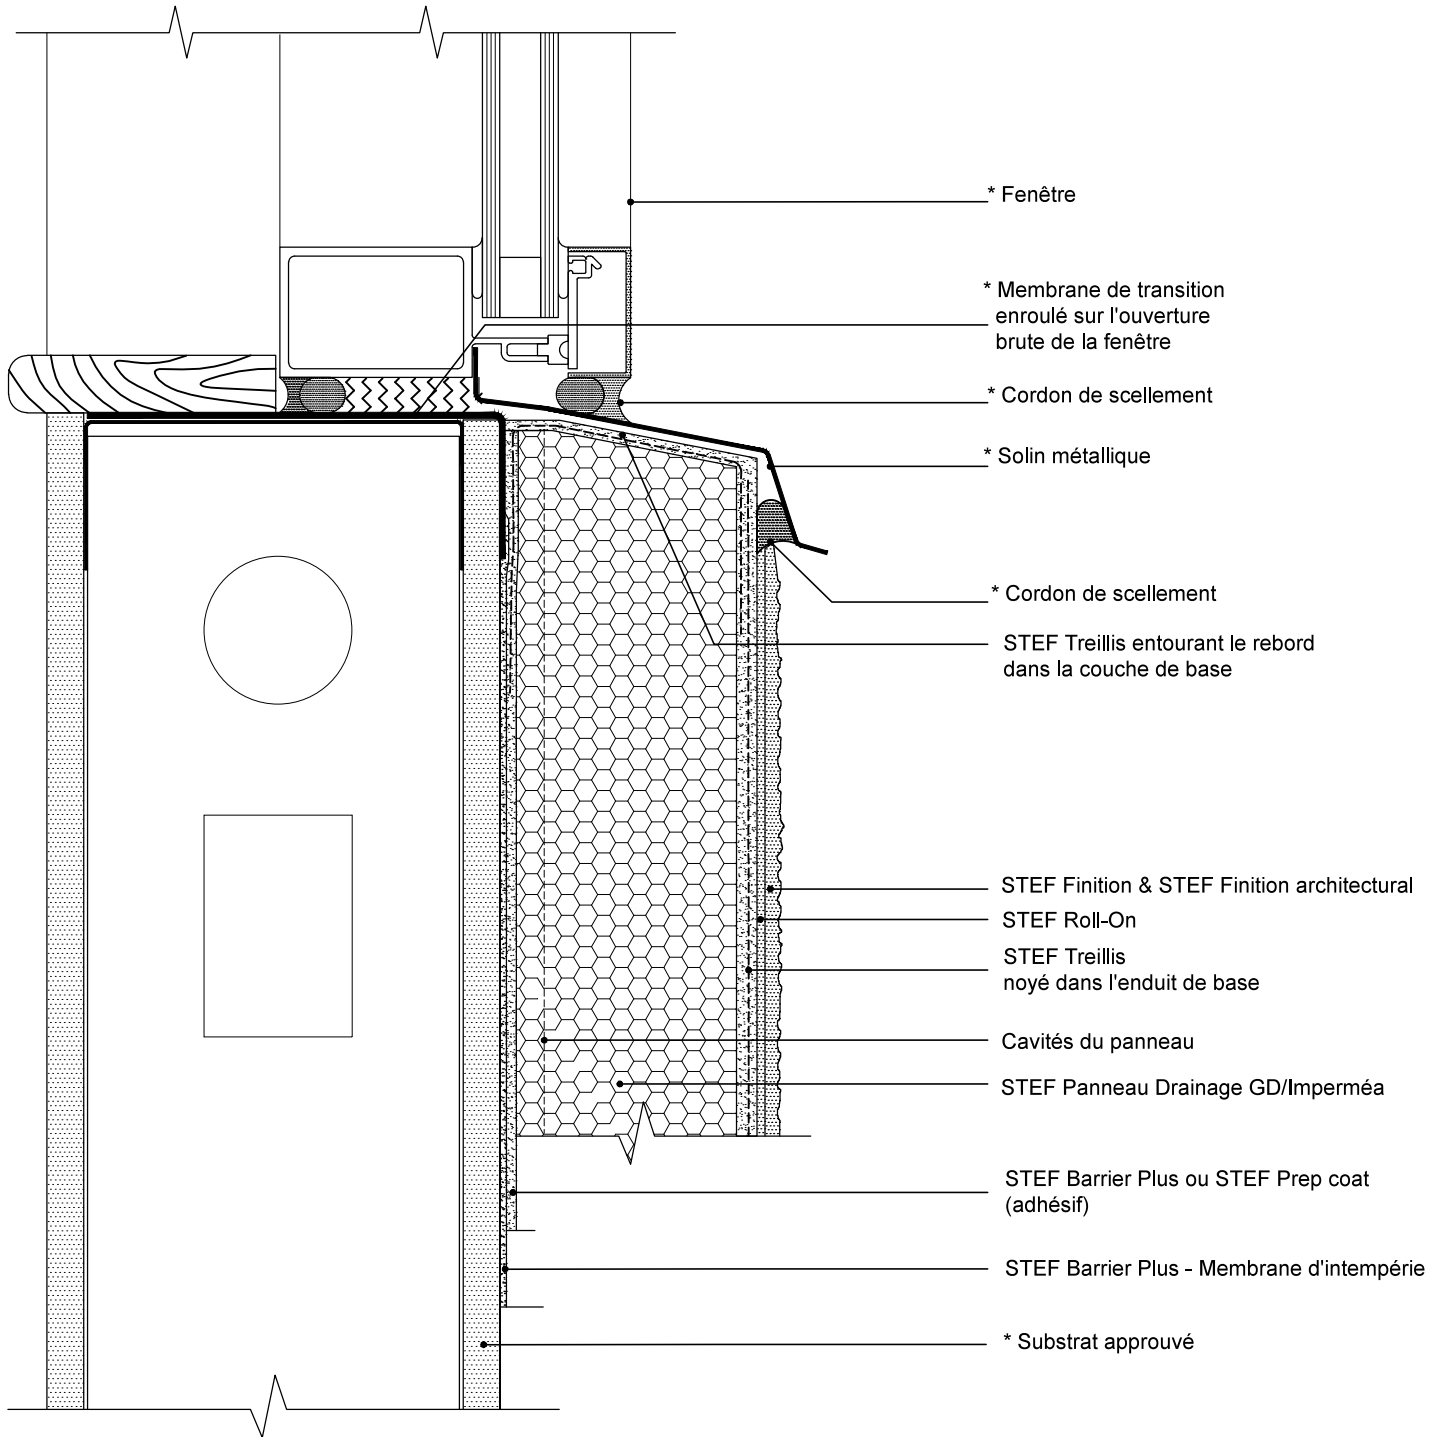 * Fenêtre
* Membrane de transition
enroulé sur l'ouverture
brute de la fenêtre
* Cordon de scellement
* Solin métallique
* Cordon de scellement
STEF Treillis entourant le rebord
dans la couche de base
STEF Finition & STEF Finition architectural
STEF Roll-On
STEF Treillis
noyé dans l'enduit de base
Cavités du panneau
STEF Panneau Drainage GD/Imperméa
STEF Barrier Plus ou STEF Prep coat
(adhésif)
STEF Barrier Plus - Membrane d'intempérie
* Substrat approuvé